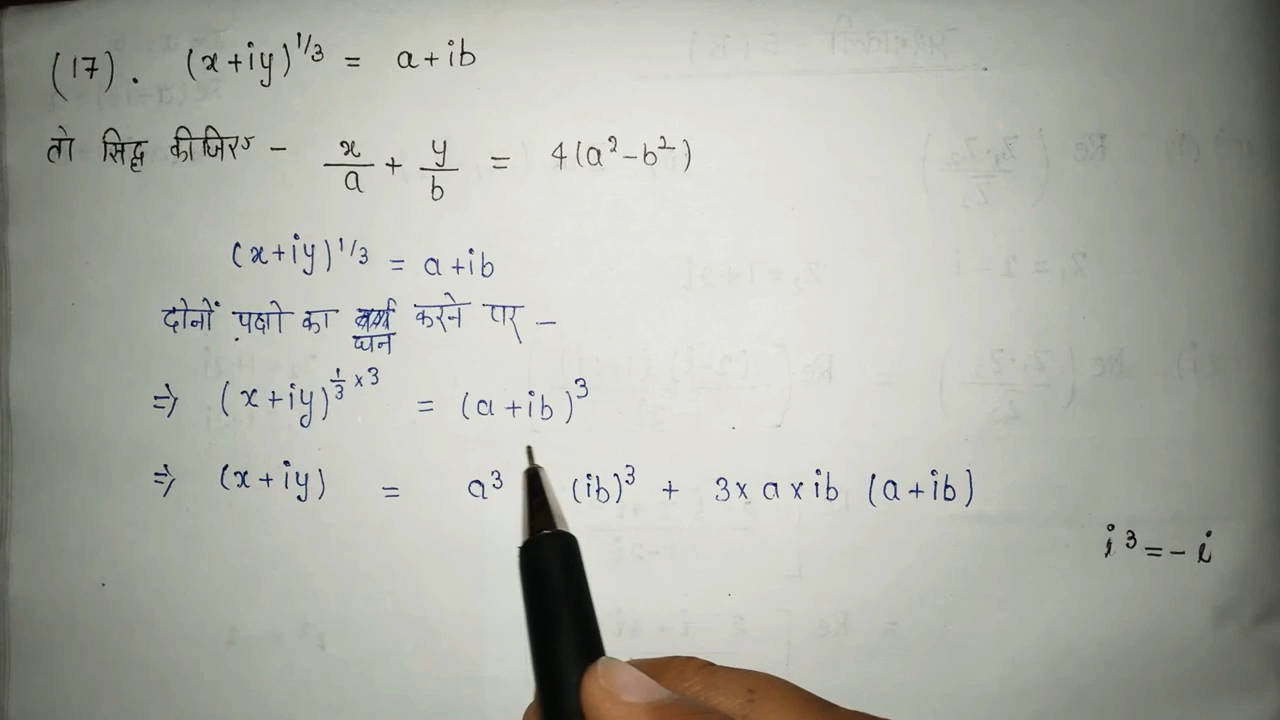 (17). (x+iy)^1/3 = a+ib
तो सिद्ध कीजिए - x/a + y/b = 4(a²-b²)
(x+iy)^1/3 = a+ib
दोनों पक्षो का घन करने पर -
⇒ (x+iy)^1/3×3 = (a+ib)³
⇒ (x+iy) = a³ (ib)³ + 3×a×ib (a+ib)
i³=-i